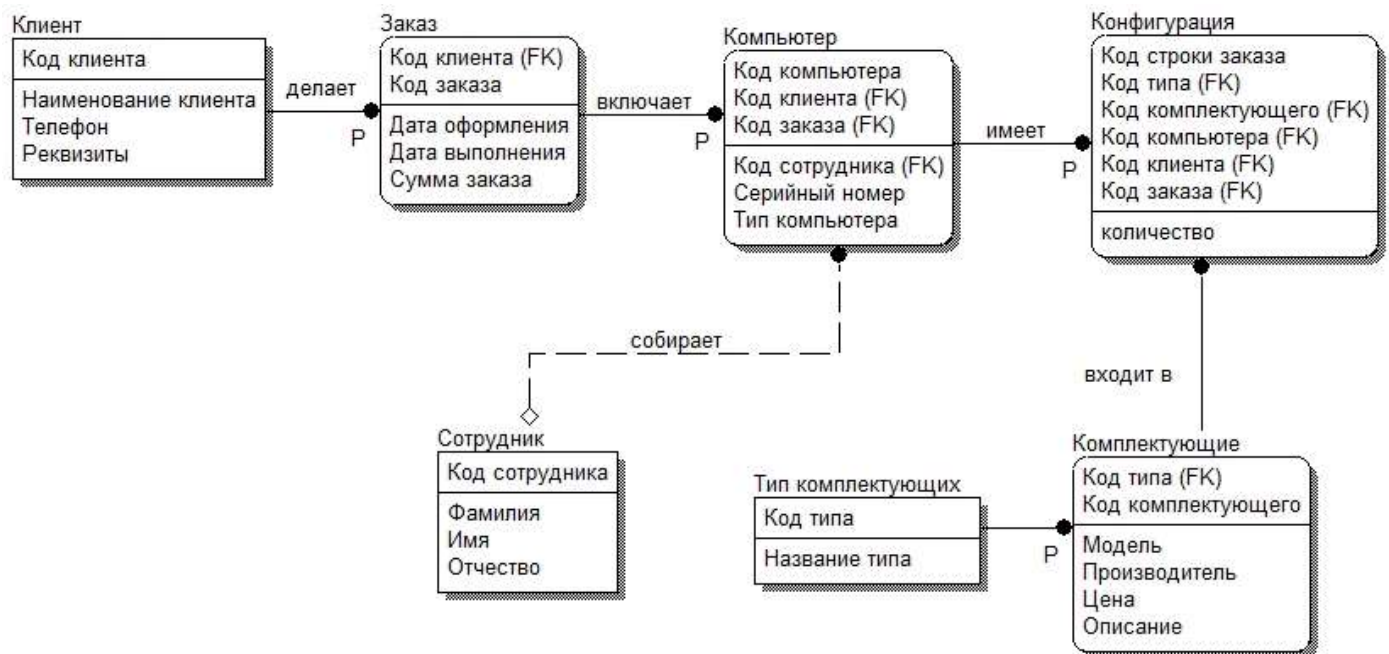 Клиент
Код клиента
Наименование клиента
Телефон
Реквизиты
делает
P
Заказ
Код клиента (FK)
Код заказа
Дата оформления
Дата выполнения
Сумма заказа
включает
P
Компьютер
Код компьютера
Код клиента (FK)
Код заказа (FK)
Код сотрудника (FK)
Серийный номер
Тип компьютера
имеет
P
Конфигурация
Код строки заказа
Код типа (FK)
Код комплектующего (FK)
Код компьютера (FK)
Код клиента (FK)
Код заказа (FK)
количество
собирает
входит в
Сотрудник
Код сотрудника
Фамилия
Имя
Отчество
Тип комплектующих
Код типа
Название типа
P
Комплектующие
Код типа (FK)
Код комплектующего
Модель
Производитель
Цена
Описание